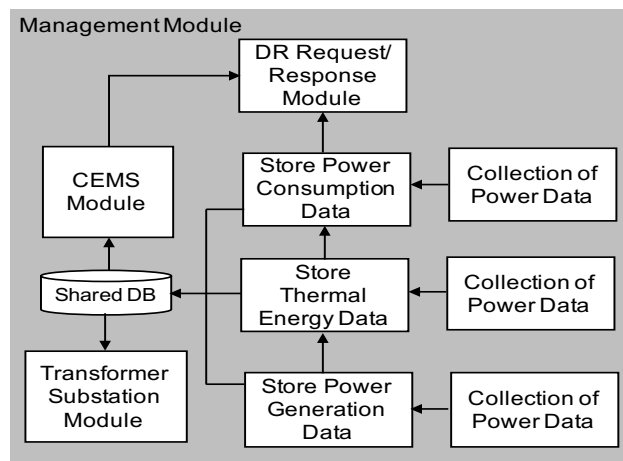 Management Module
DR Request/
Response
Module
CEMS
Module
Store Power
Consumption
Data
Collection of
Power Data
Shared DB
Store
Thermal
Energy Data
Collection of
Power Data
Transformer
Substation
Module
Store Power
Generation
Data
Collection of
Power Data